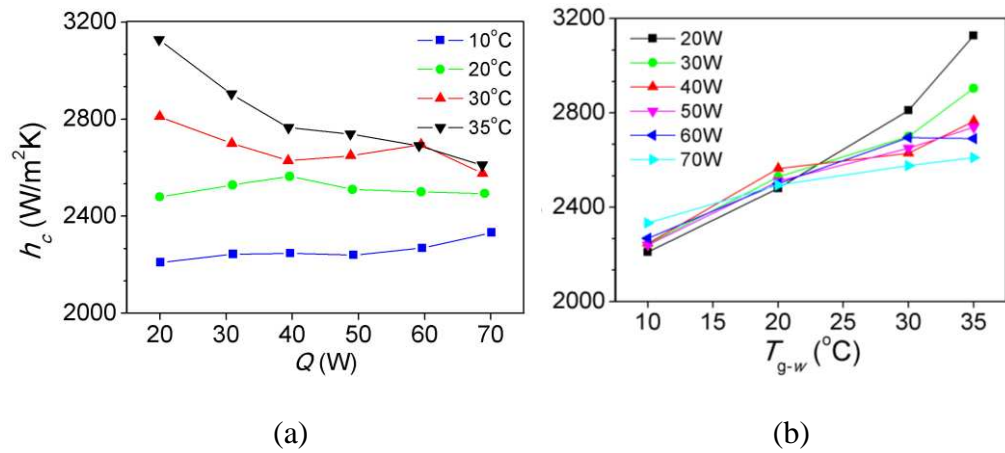 3200
2800
2400
2000
h_c (W/m²K)
10°C
20°C
30°C
35°C
20 30 40 50 60 70
Q (W)
(a)
3200
2800
2400
2000
20W
30W
40W
50W
60W
70W
10 15 20 25 30 35
T_g-w (°C)
(b)